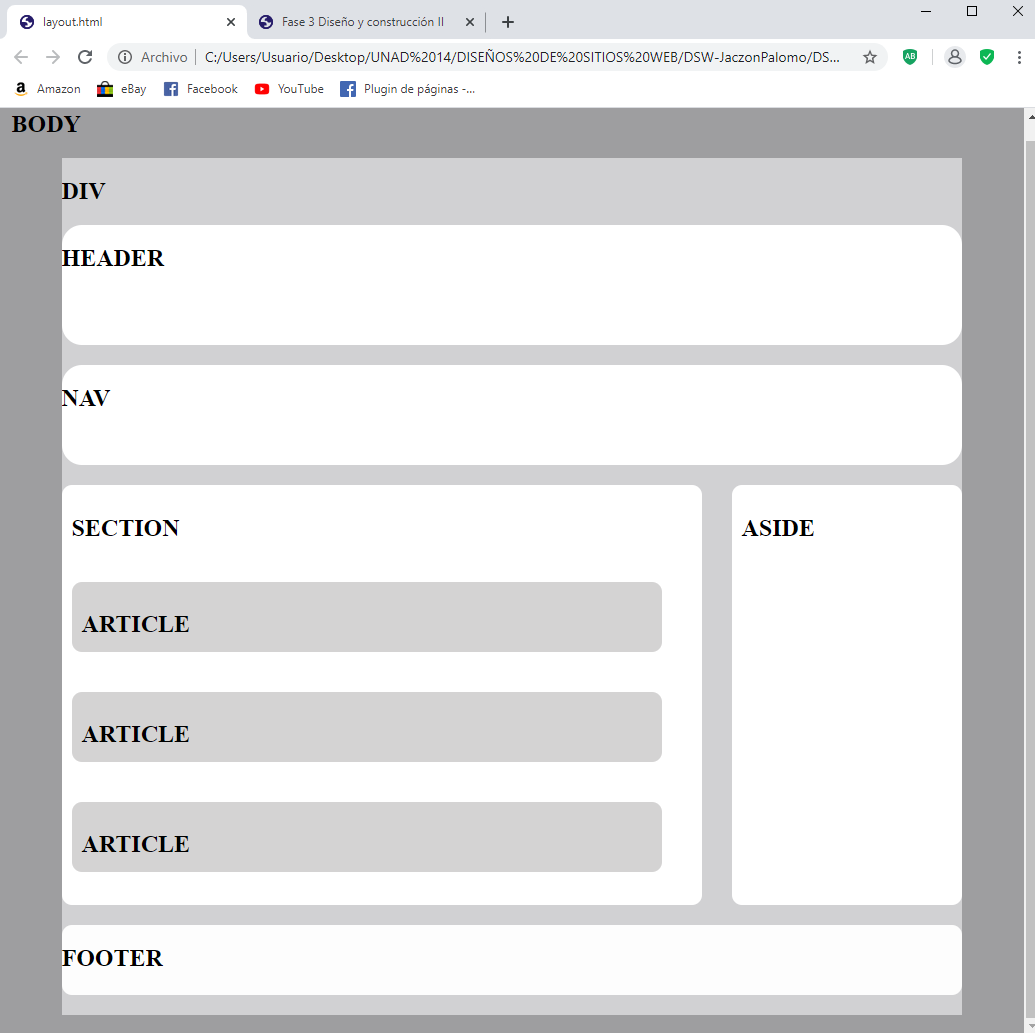 layout.html
Fase 3 Diseño y construcción II
Archivo
C:/Users/Usuario/Desktop/UNAD%2014/DISEÑOS%20DE%20SITIOS%20WEB/DSW-JaczonPalomo/DS...
AB
a Amazon
eBay
Facebook
YouTube
Plugin de páginas -...
BODY
DIV
HEADER
NAV
SECTION
ASIDE
ARTICLE
ARTICLE
ARTICLE
FOOTER